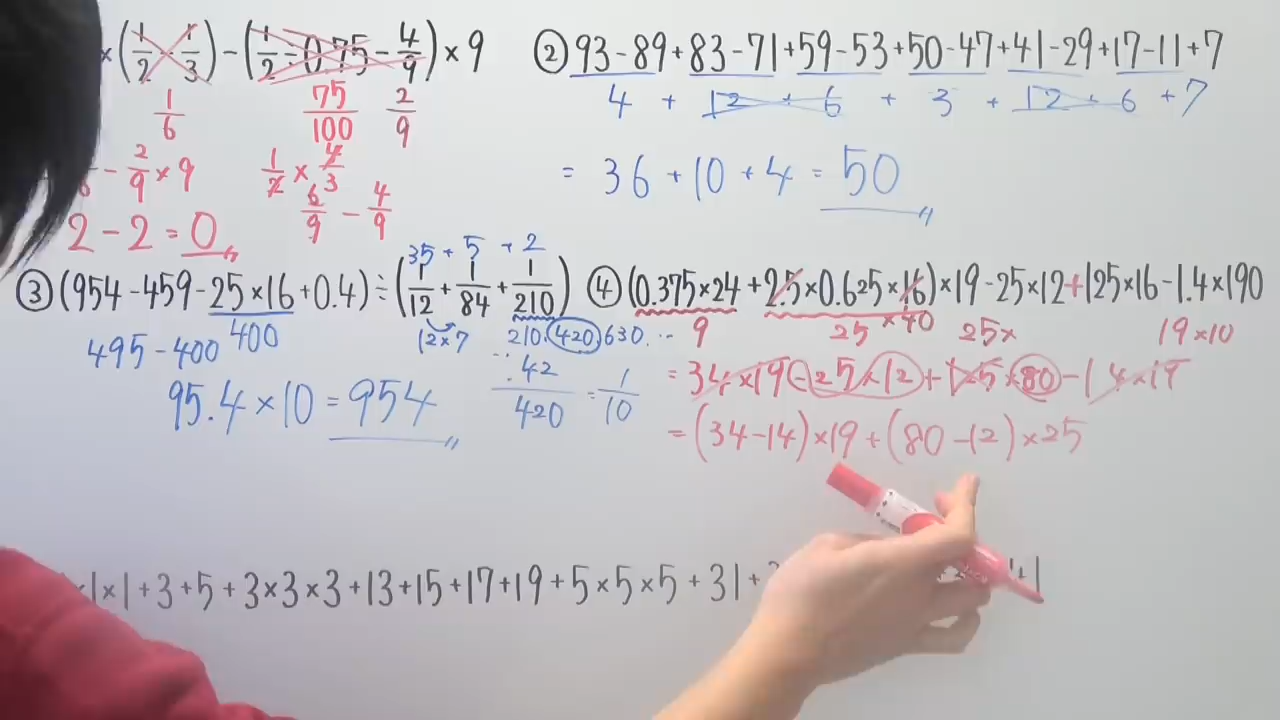 ×(1/2 - 1/3) - (1/2 ÷ 0.75 - 4/9) × 9
1/6 75/100 2/9
- 2/9 × 9 1/2 × 4/3
6/9 - 4/9
2 - 2 = 0
② 93-89+83-71+59-53+50-47+41-29+17-11+7
4 + 12 + 6 + 3 + 12 + 6 + 7
= 36 + 10 + 4 = 50
35 + 5 + 2
③ (954-459-25×16+0.4)÷(1/12+1/84+1/210)
400 12×7 210. 420, 630. ...
495-400
.42/420 = 1/10
95.4×10=954
④ (0.375×24+2.5×0.625×16)×19-25×12+125×16-1.4×190
9 25 ×40 25× 19×10
= 34×19-25×12+25×80-14×19
= (34-14)×19+(80-12)×25
×1×1+3+5+3×3×3+13+15+17+19+5×5×5+31+